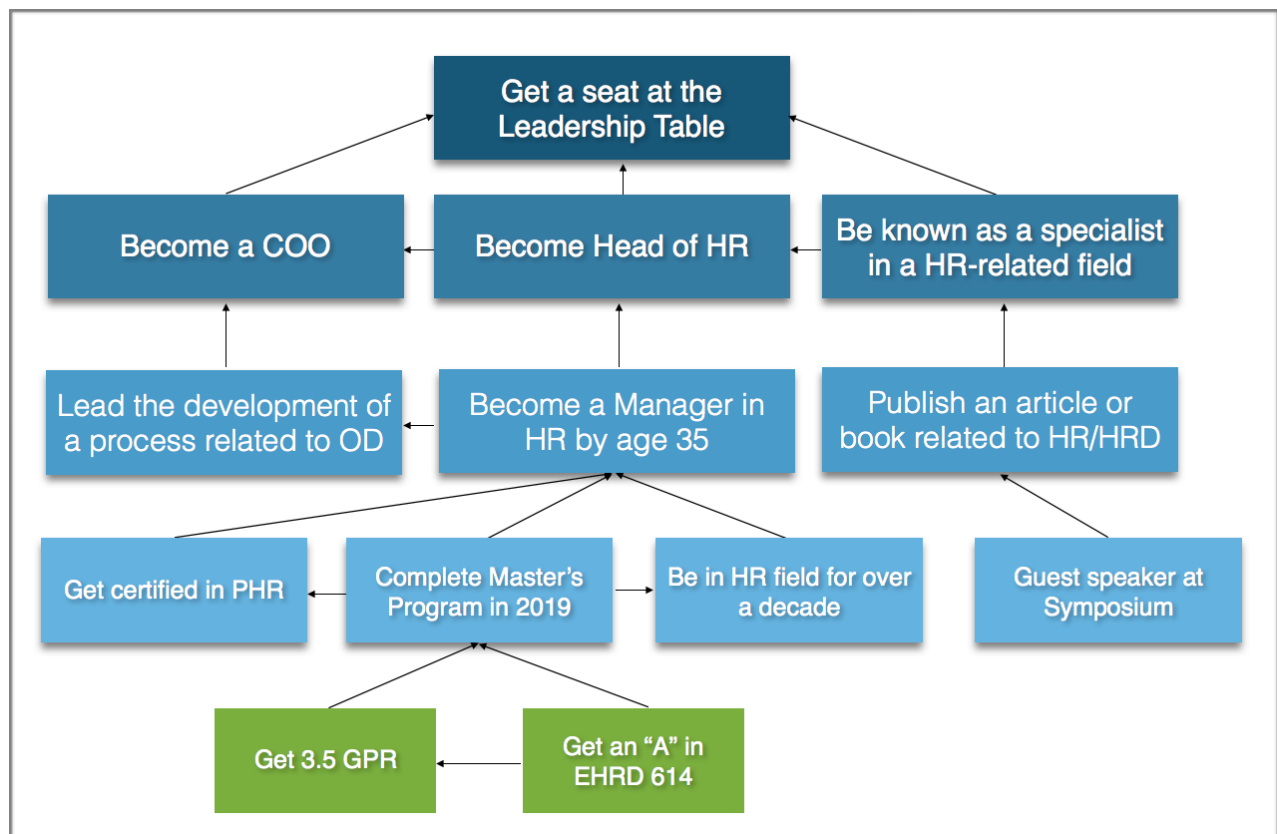 Get a seat at the
Leadership Table
Become a COO
Become Head of HR
Be known as a specialist
in a HR-related field
Lead the development of
a process related to OD
Become a Manager in
HR by age 35
Publish an article or
book related to HR/HRD
Get certified in PHR
Complete Master's
Program in 2019
Be in HR field for over
a decade
Guest speaker at
Symposium
Get 3.5 GPR
Get an “A” in
EHRD 614